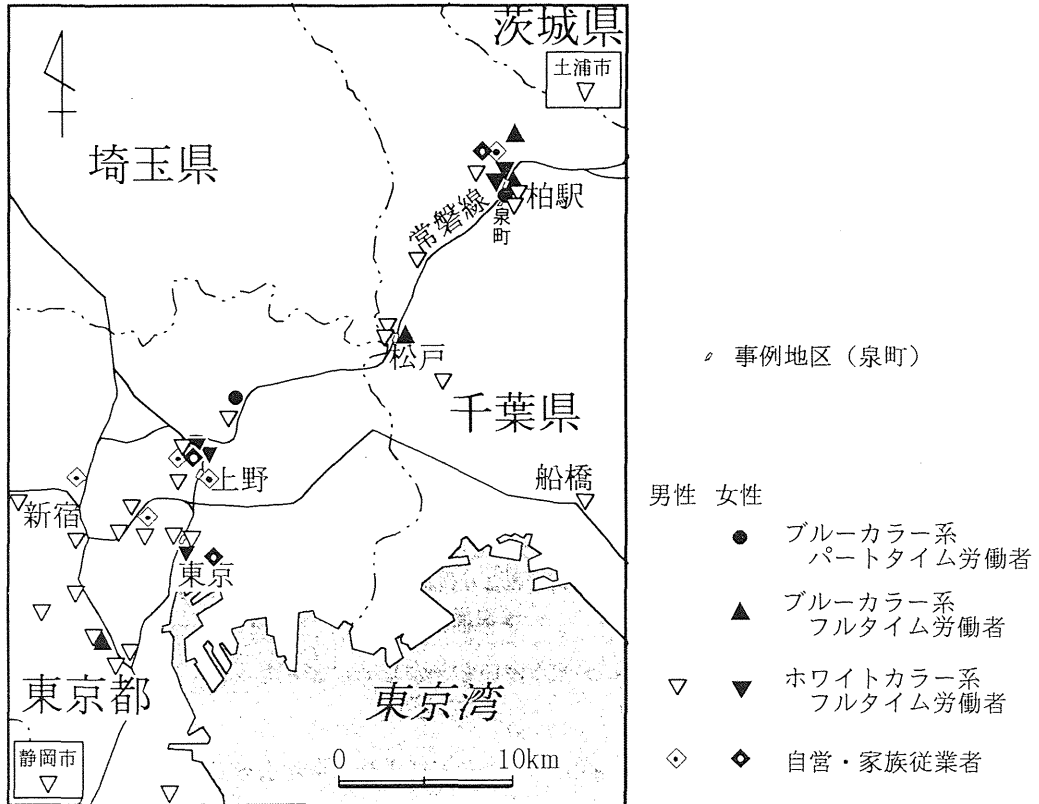 茨城県
土浦市
埼玉県
柏駅
常磐線
泉町
松戸
千葉県
上野
船橋
新宿
東京
東京都
東京湾
静岡市
0 10km
事例地区（泉町）
男性 女性
ブルーカラー系
パートタイム労働者
ブルーカラー系
フルタイム労働者
ホワイトカラー系
フルタイム労働者
自営・家族従業者